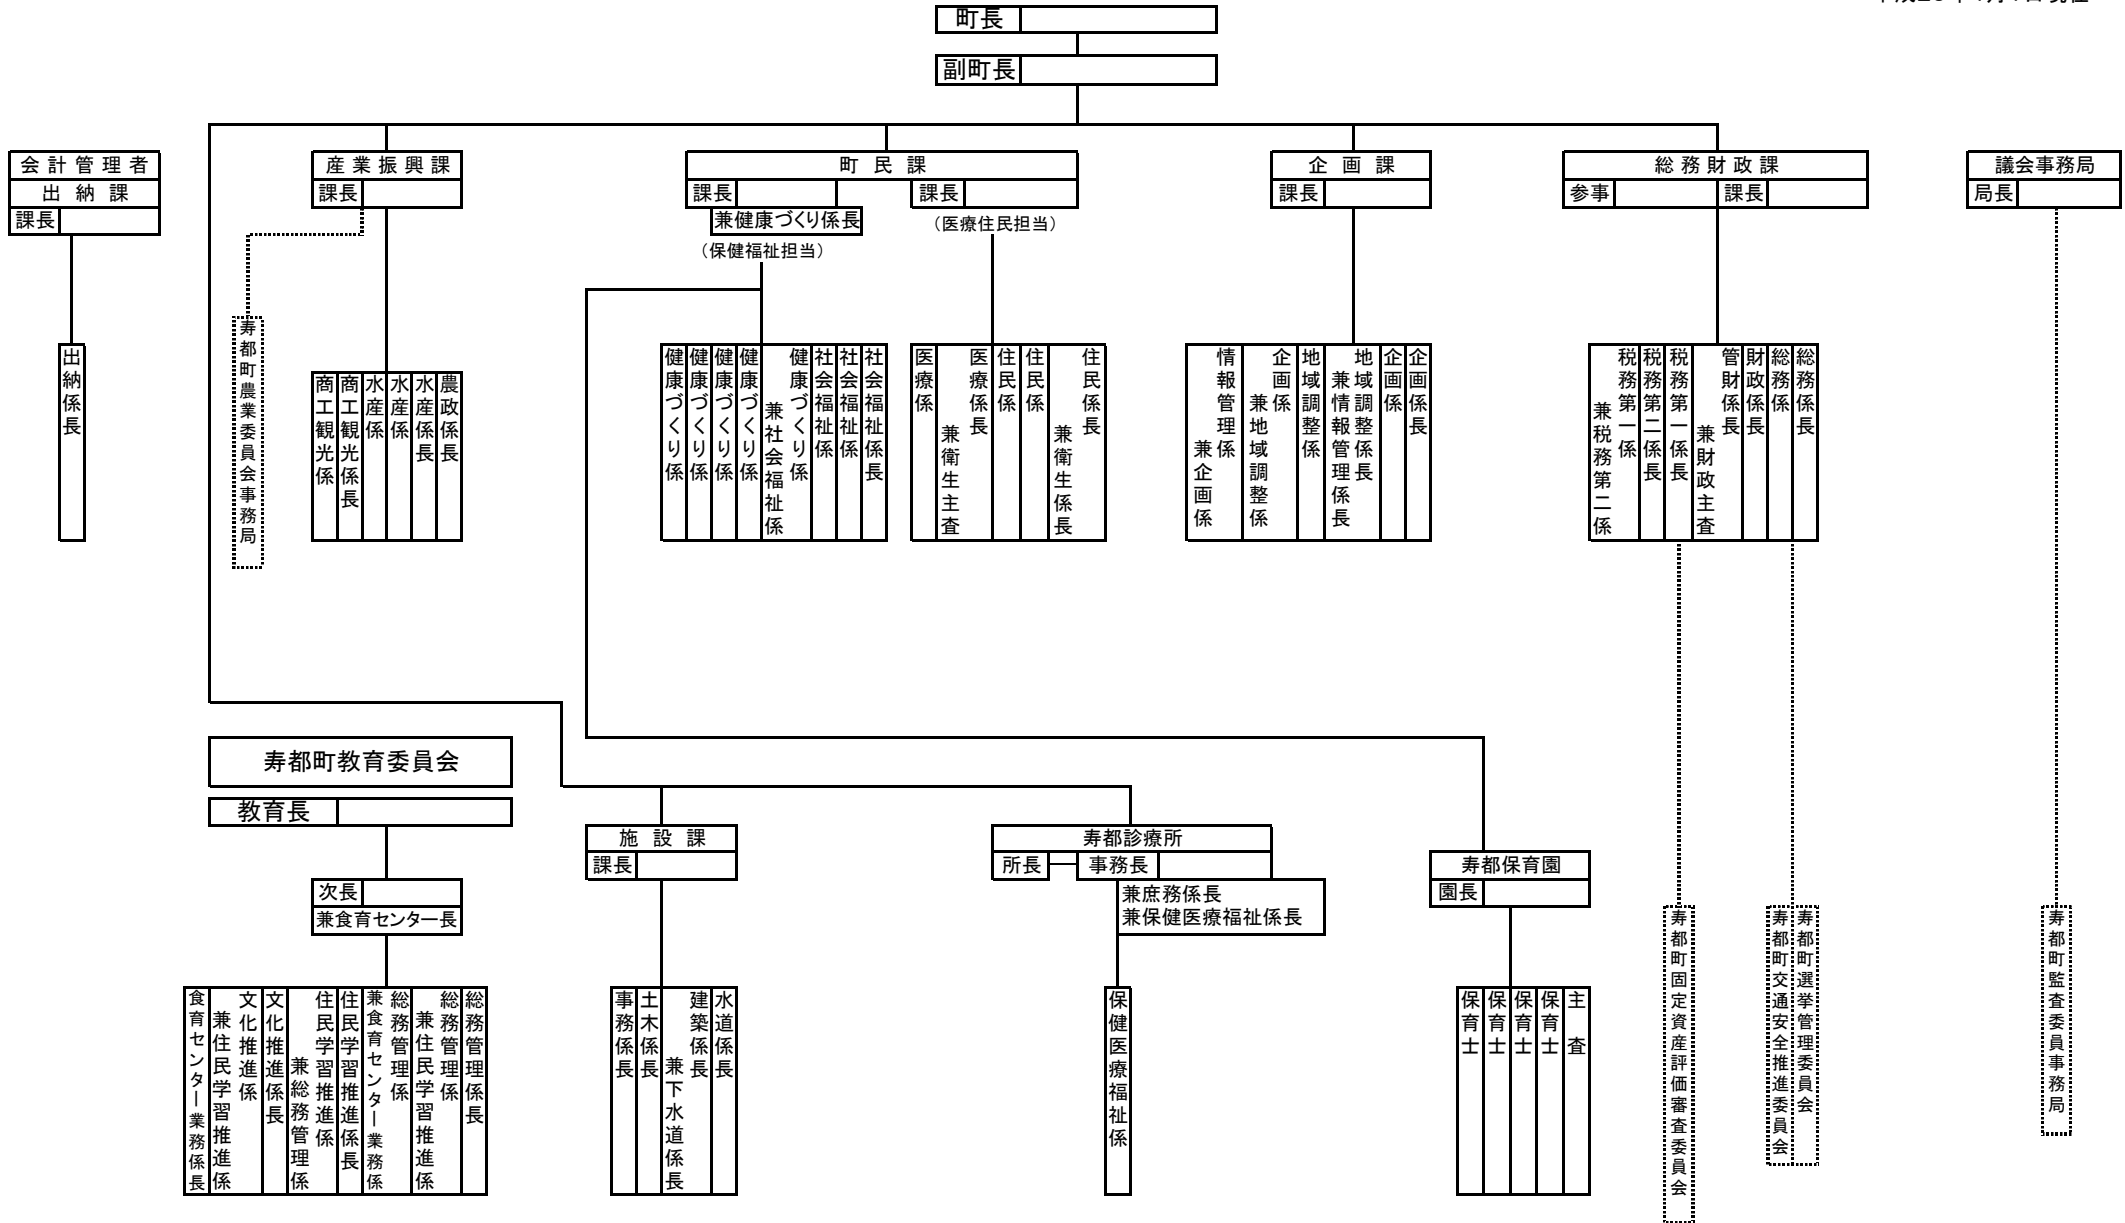 町長
副町長
会計管理者
出納課
課長
産業振興課
課長
町民課
課長
課長
兼健康づくり係長
(保健福祉担当)
(医療住民担当)
企画課
課長
総務財政課
参事
課長
議会事務局
局長
出納係長
寿都町農業委員会事務局
商工観光係
商工観光係長
水産係
水産係
水産係長
農政係長
健康づくり係
健康づくり係
健康づくり係
健康づくり係
健康づくり係
兼社会福祉係
社会福祉係
社会福祉係
社会福祉係長
医療係
医療係長
兼衛生主査
住民係
住民係
住民係長
兼衛生係長
情報管理係
兼企画係
企画係
兼地域調整係
地域調整係
地域調整係長
兼情報管理係長
企画係
企画係長
税務第一係
兼税務第二係
税務第二係長
税務第一係長
管財係長
兼財政主査
財政係長
総務係
総務係長
寿都町教育委員会
教育長
次長
兼食育センター長
施設課
課長
寿都診療所
所長
事務長
兼庶務係長
兼保健医療福祉係長
寿都保育園
園長
食育センター業務係長
文化推進係
兼住民学習推進係
文化推進係長
住民学習推進係
兼総務管理係
住民学習推進係長
総務管理係
兼食育センター業務係
総務管理係
兼住民学習推進係
総務管理係長
事務係長
土木係長
建築係長
兼下水道係長
水道係長
保健医療福祉係
保育士
保育士
保育士
保育士
主査
寿都町固定資産評価審査委員会
寿都町交通安全推進委員会
寿都町選挙管理委員会
寿都町監査委員事務局